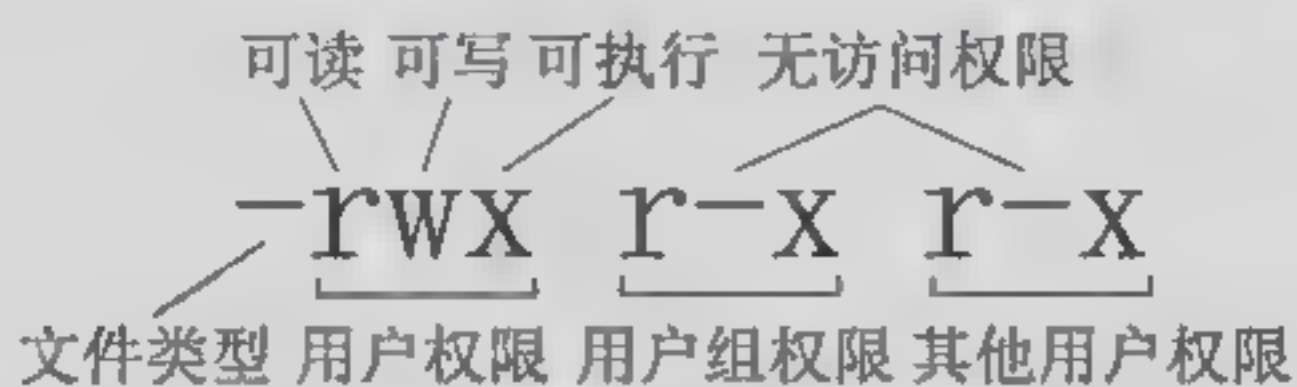 可读 可写 可执行 无访问权限
-rwx r-x r-x
文件类型 用户权限 用户组权限 其他用户权限